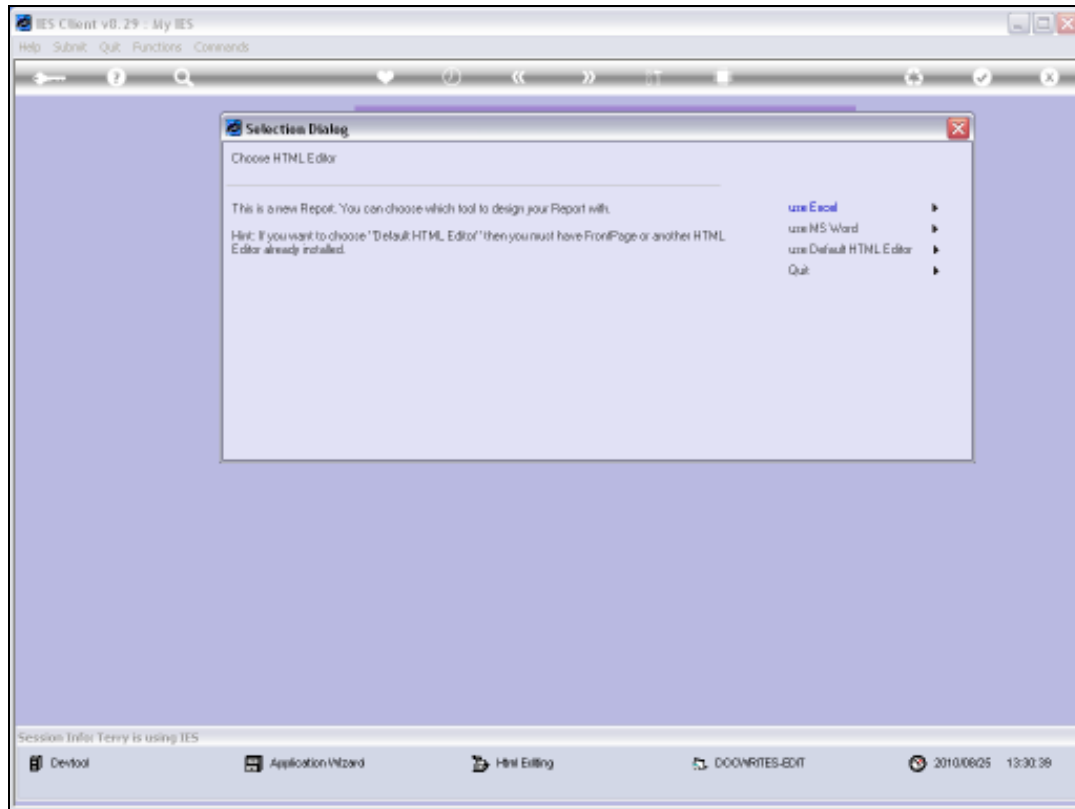 IES Client v0.29 : My IES
Help Submit Quit Functions Commands
Selection Dialog
Choose HTML Editor
This is a new Report. You can choose which tool to design your Report with.
use Excel
Hint: If you want to choose "Default HTML Editor" then you must have FrontPage or another HTML
use MS Word
Editor already installed.
use Default HTML Editor
Quit
Session Info: Terry is using IES
Devtool Application Wizard Html Editing DOCWRITES-EDIT 2010/08/25 13:30:39